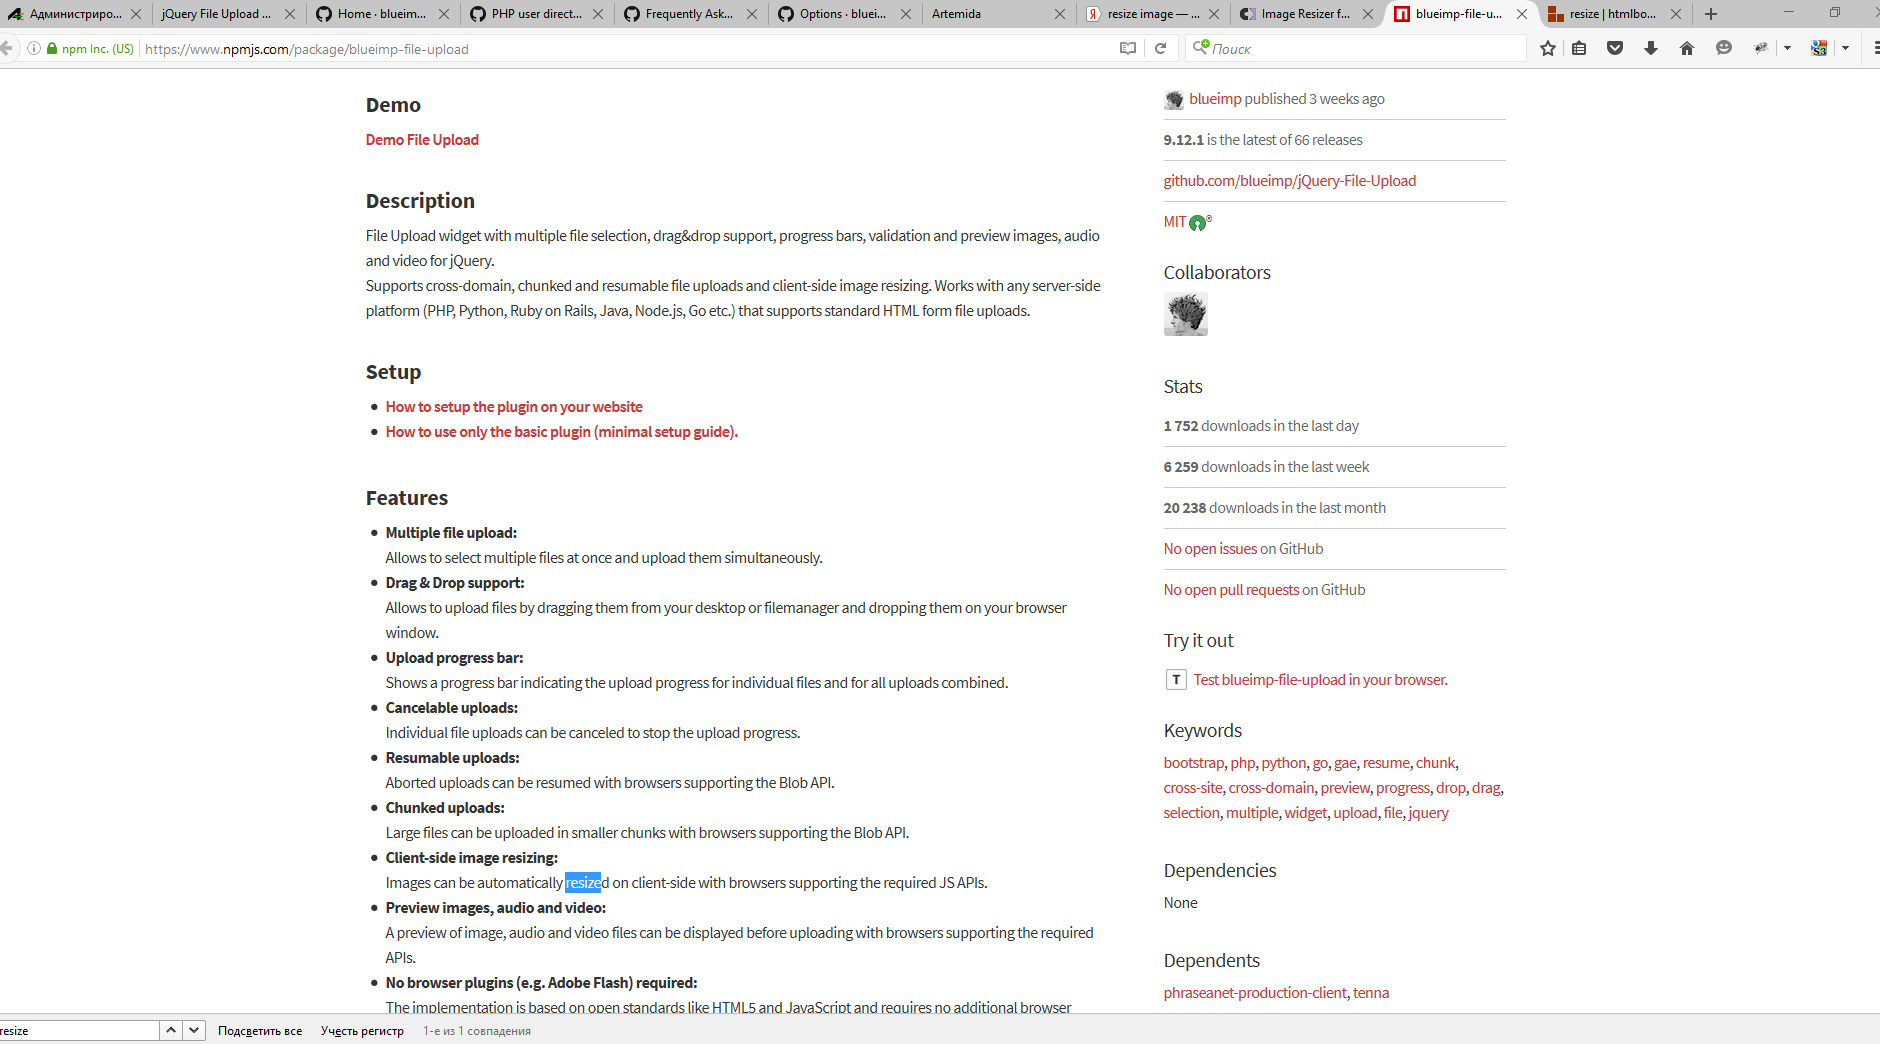 Администриро...
jQuery File Upload ...
Home · blueim...
PHP user direct...
Frequently Ask...
Options · bluei...
Artemida
resize image — ...
Image Resizer f...
blueimp-file-u...
resize | htmlbo...
npm Inc. (US)
https://www.npmjs.com/package/blueimp-file-upload
Поиск
Demo
Demo File Upload
Description
File Upload widget with multiple file selection, drag&drop support, progress bars, validation and preview images, audio
and video for jQuery.
Supports cross-domain, chunked and resumable file uploads and client-side image resizing. Works with any server-side
platform (PHP, Python, Ruby on Rails, Java, Node.js, Go etc.) that supports standard HTML form file uploads.
Setup
How to setup the plugin on your website
How to use only the basic plugin (minimal setup guide).
Features
Multiple file upload:
Allows to select multiple files at once and upload them simultaneously.
Drag & Drop support:
Allows to upload files by dragging them from your desktop or filemanager and dropping them on your browser
window.
Upload progress bar:
Shows a progress bar indicating the upload progress for individual files and for all uploads combined.
Cancelable uploads:
Individual file uploads can be canceled to stop the upload progress.
Resumable uploads:
Aborted uploads can be resumed with browsers supporting the Blob API.
Chunked uploads:
Large files can be uploaded in smaller chunks with browsers supporting the Blob API.
Client-side image resizing:
Images can be automatically resized on client-side with browsers supporting the required JS APIs.
Preview images, audio and video:
A preview of image, audio and video files can be displayed before uploading with browsers supporting the required
APIs.
No browser plugins (e.g. Adobe Flash) required:
The implementation is based on open standards like HTML5 and JavaScript and requires no additional browser
blueimp published 3 weeks ago
9.12.1 is the latest of 66 releases
github.com/blueimp/jQuery-File-Upload
MIT ®
Collaborators
Stats
1 752 downloads in the last day
6 259 downloads in the last week
20 238 downloads in the last month
No open issues on GitHub
No open pull requests on GitHub
Try it out
T Test blueimp-file-upload in your browser.
Keywords
bootstrap, php, python, go, gae, resume, chunk,
cross-site, cross-domain, preview, progress, drop, drag,
selection, multiple, widget, upload, file, jquery
Dependencies
None
Dependents
phraseanet-production-client, tenna
resize
Подсветить все
Учесть регистр
1-е из 1 совпадения